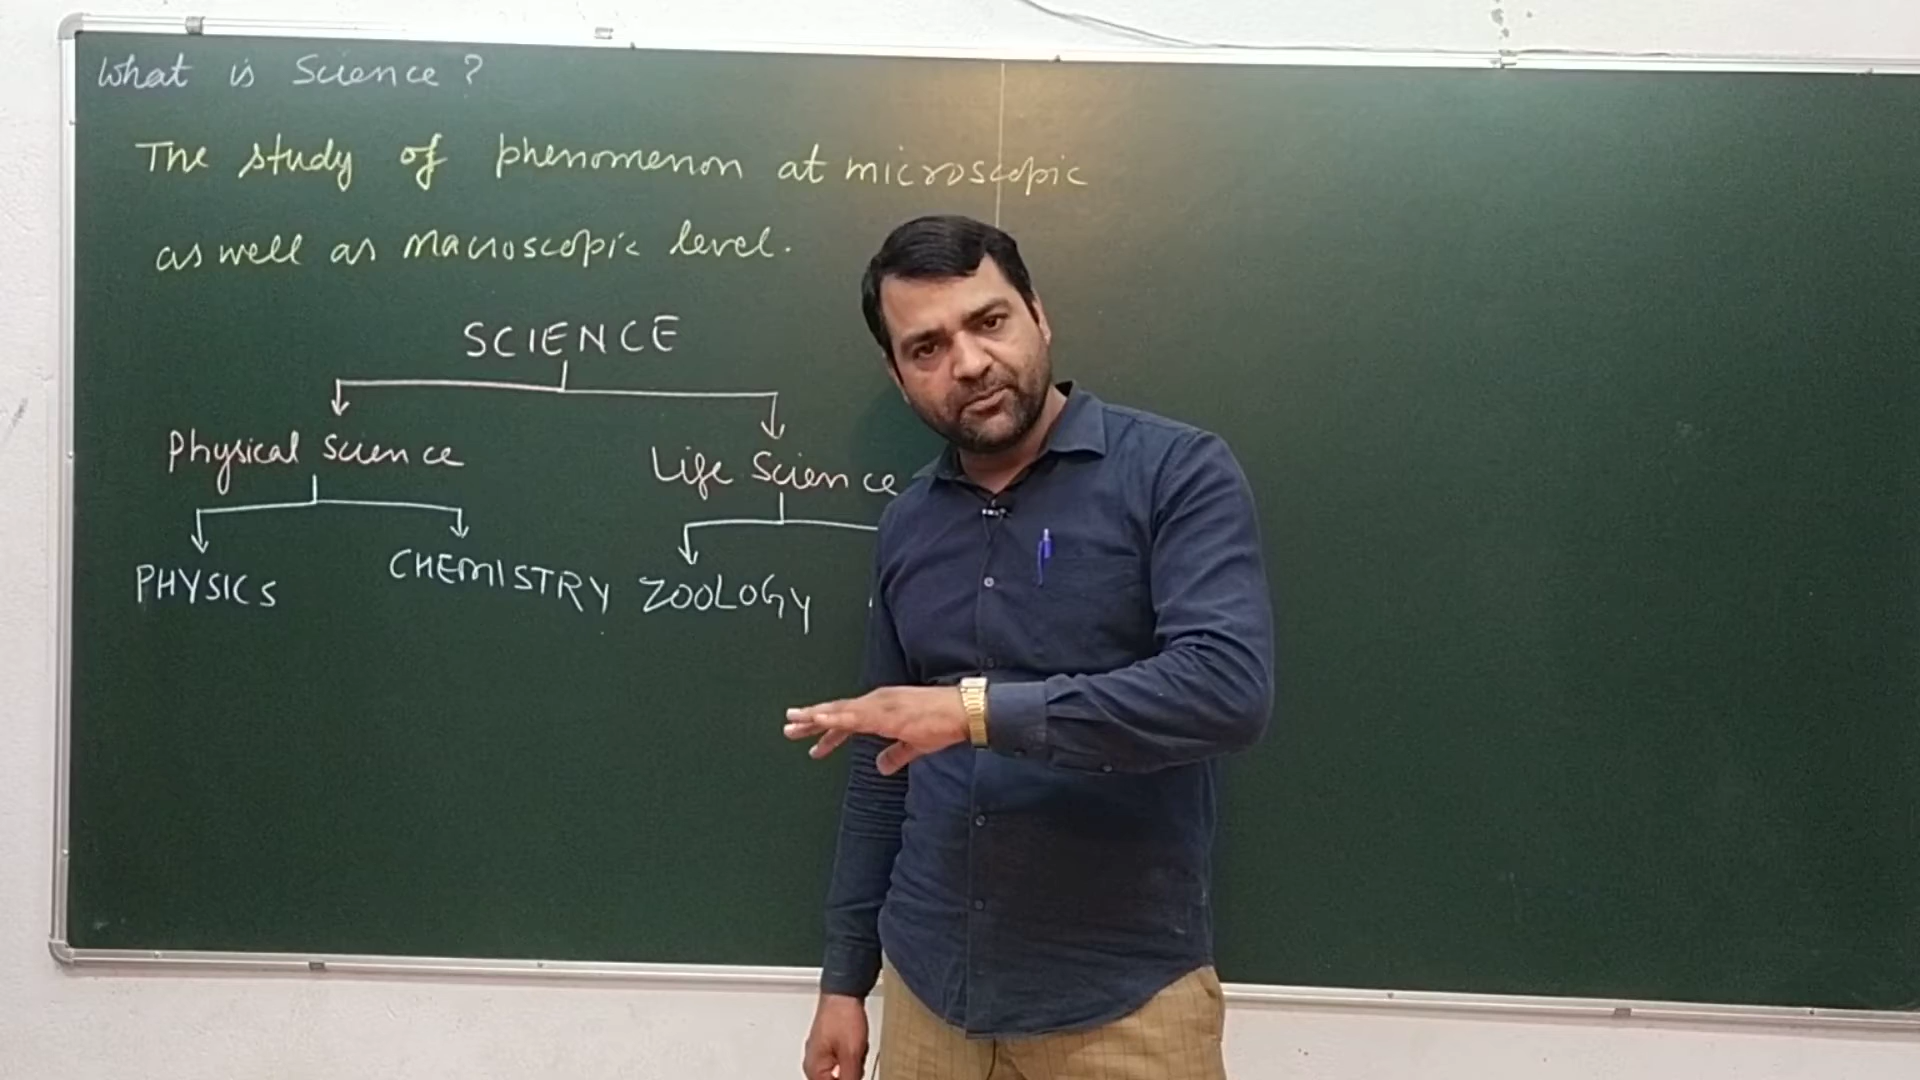 What is Science?
The study of phenomenon at microscopic
as well as Macroscopic level.
SCIENCE
Physical Science
Life Science
PHYSICS
CHEMISTRY
ZOOLOGY